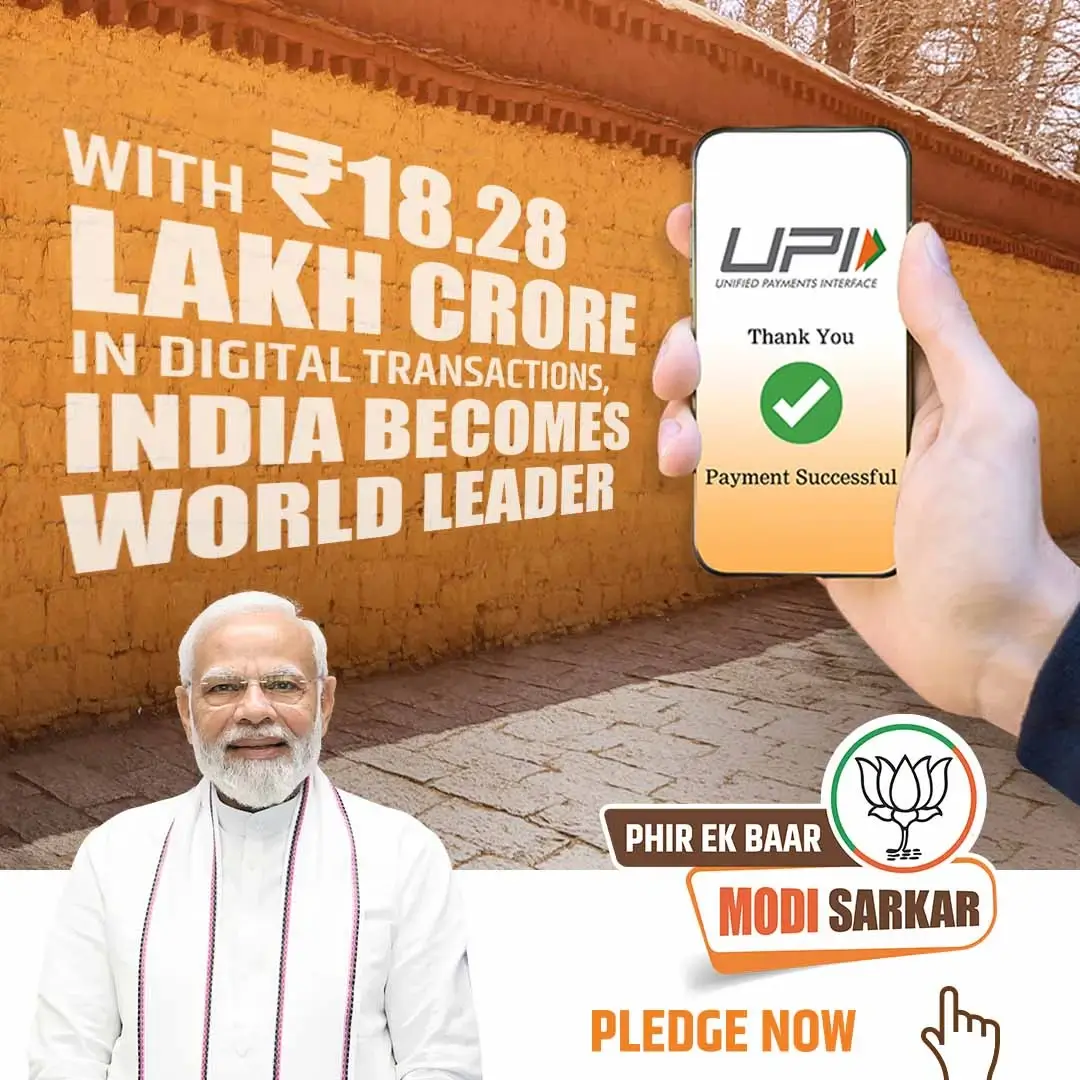 WITH ₹18.28
LAKH CRORE
IN DIGITAL TRANSACTIONS,
INDIA BECOMES
WORLD LEADER
UPI
UNIFIED PAYMENTS INTERFACE
Thank You
Payment Successful
PHIR EK BAAR
MODI SARKAR
PLEDGE NOW